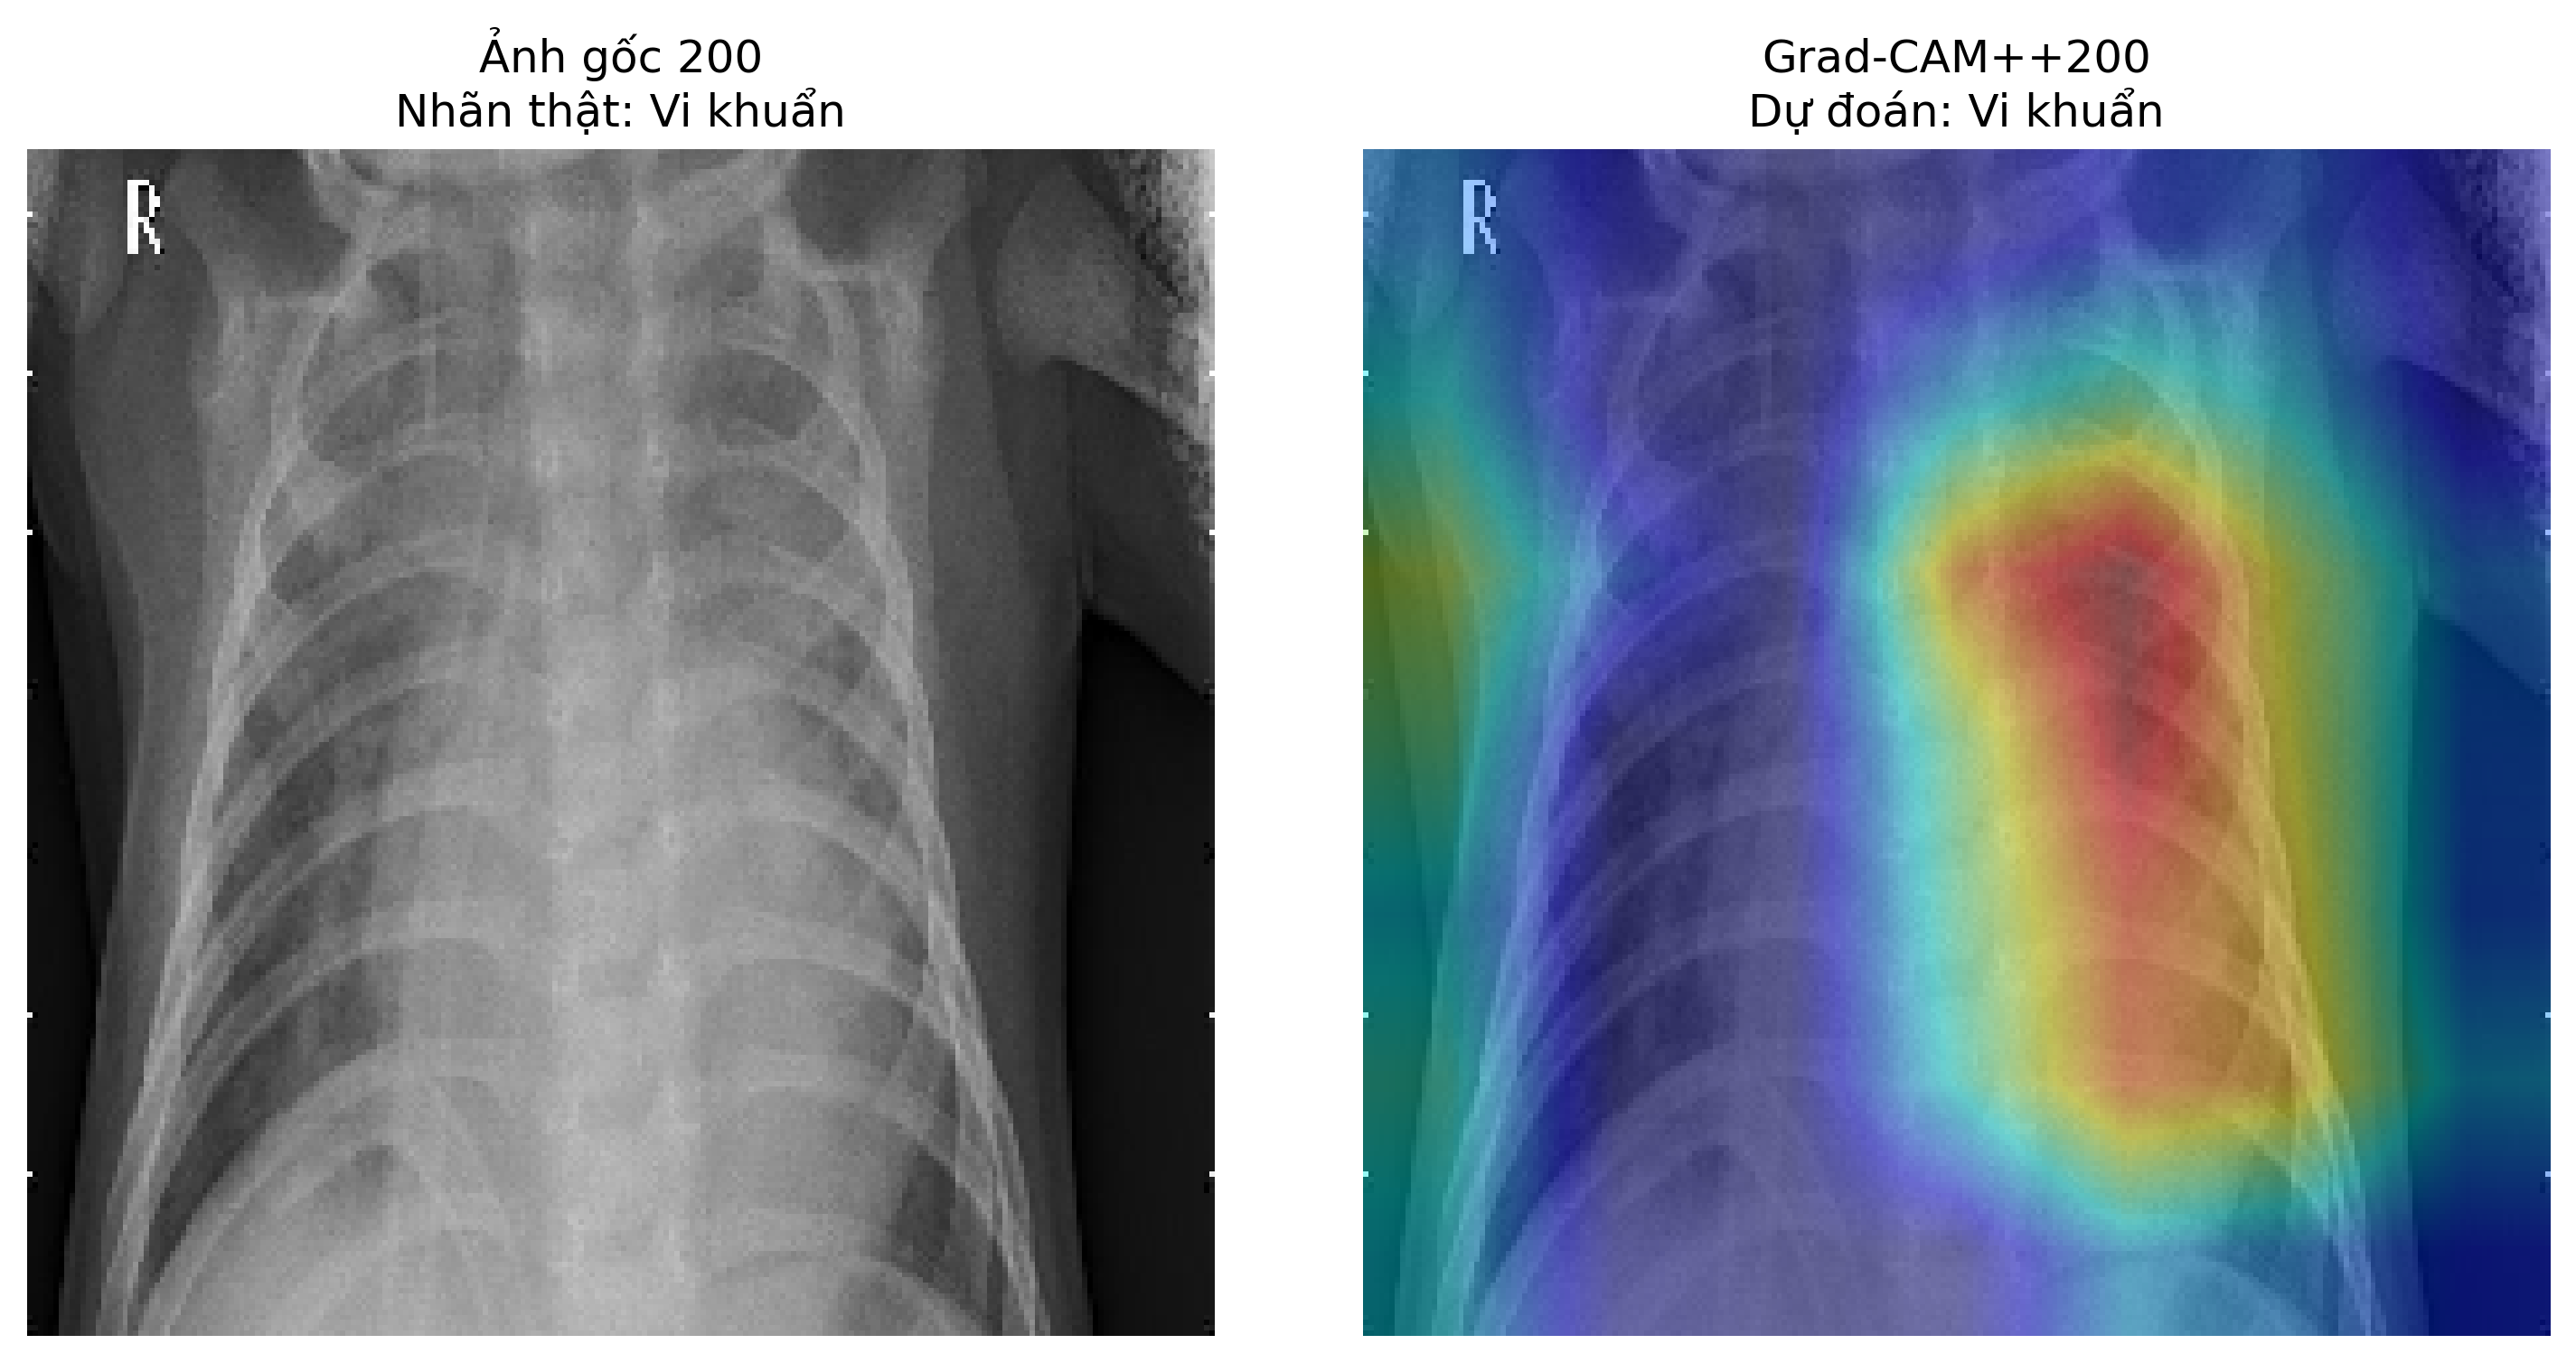 Ảnh gốc 200
Nhãn thật: Vi khuẩn
R
Grad-CAM++200
Dự đoán: Vi khuẩn
R